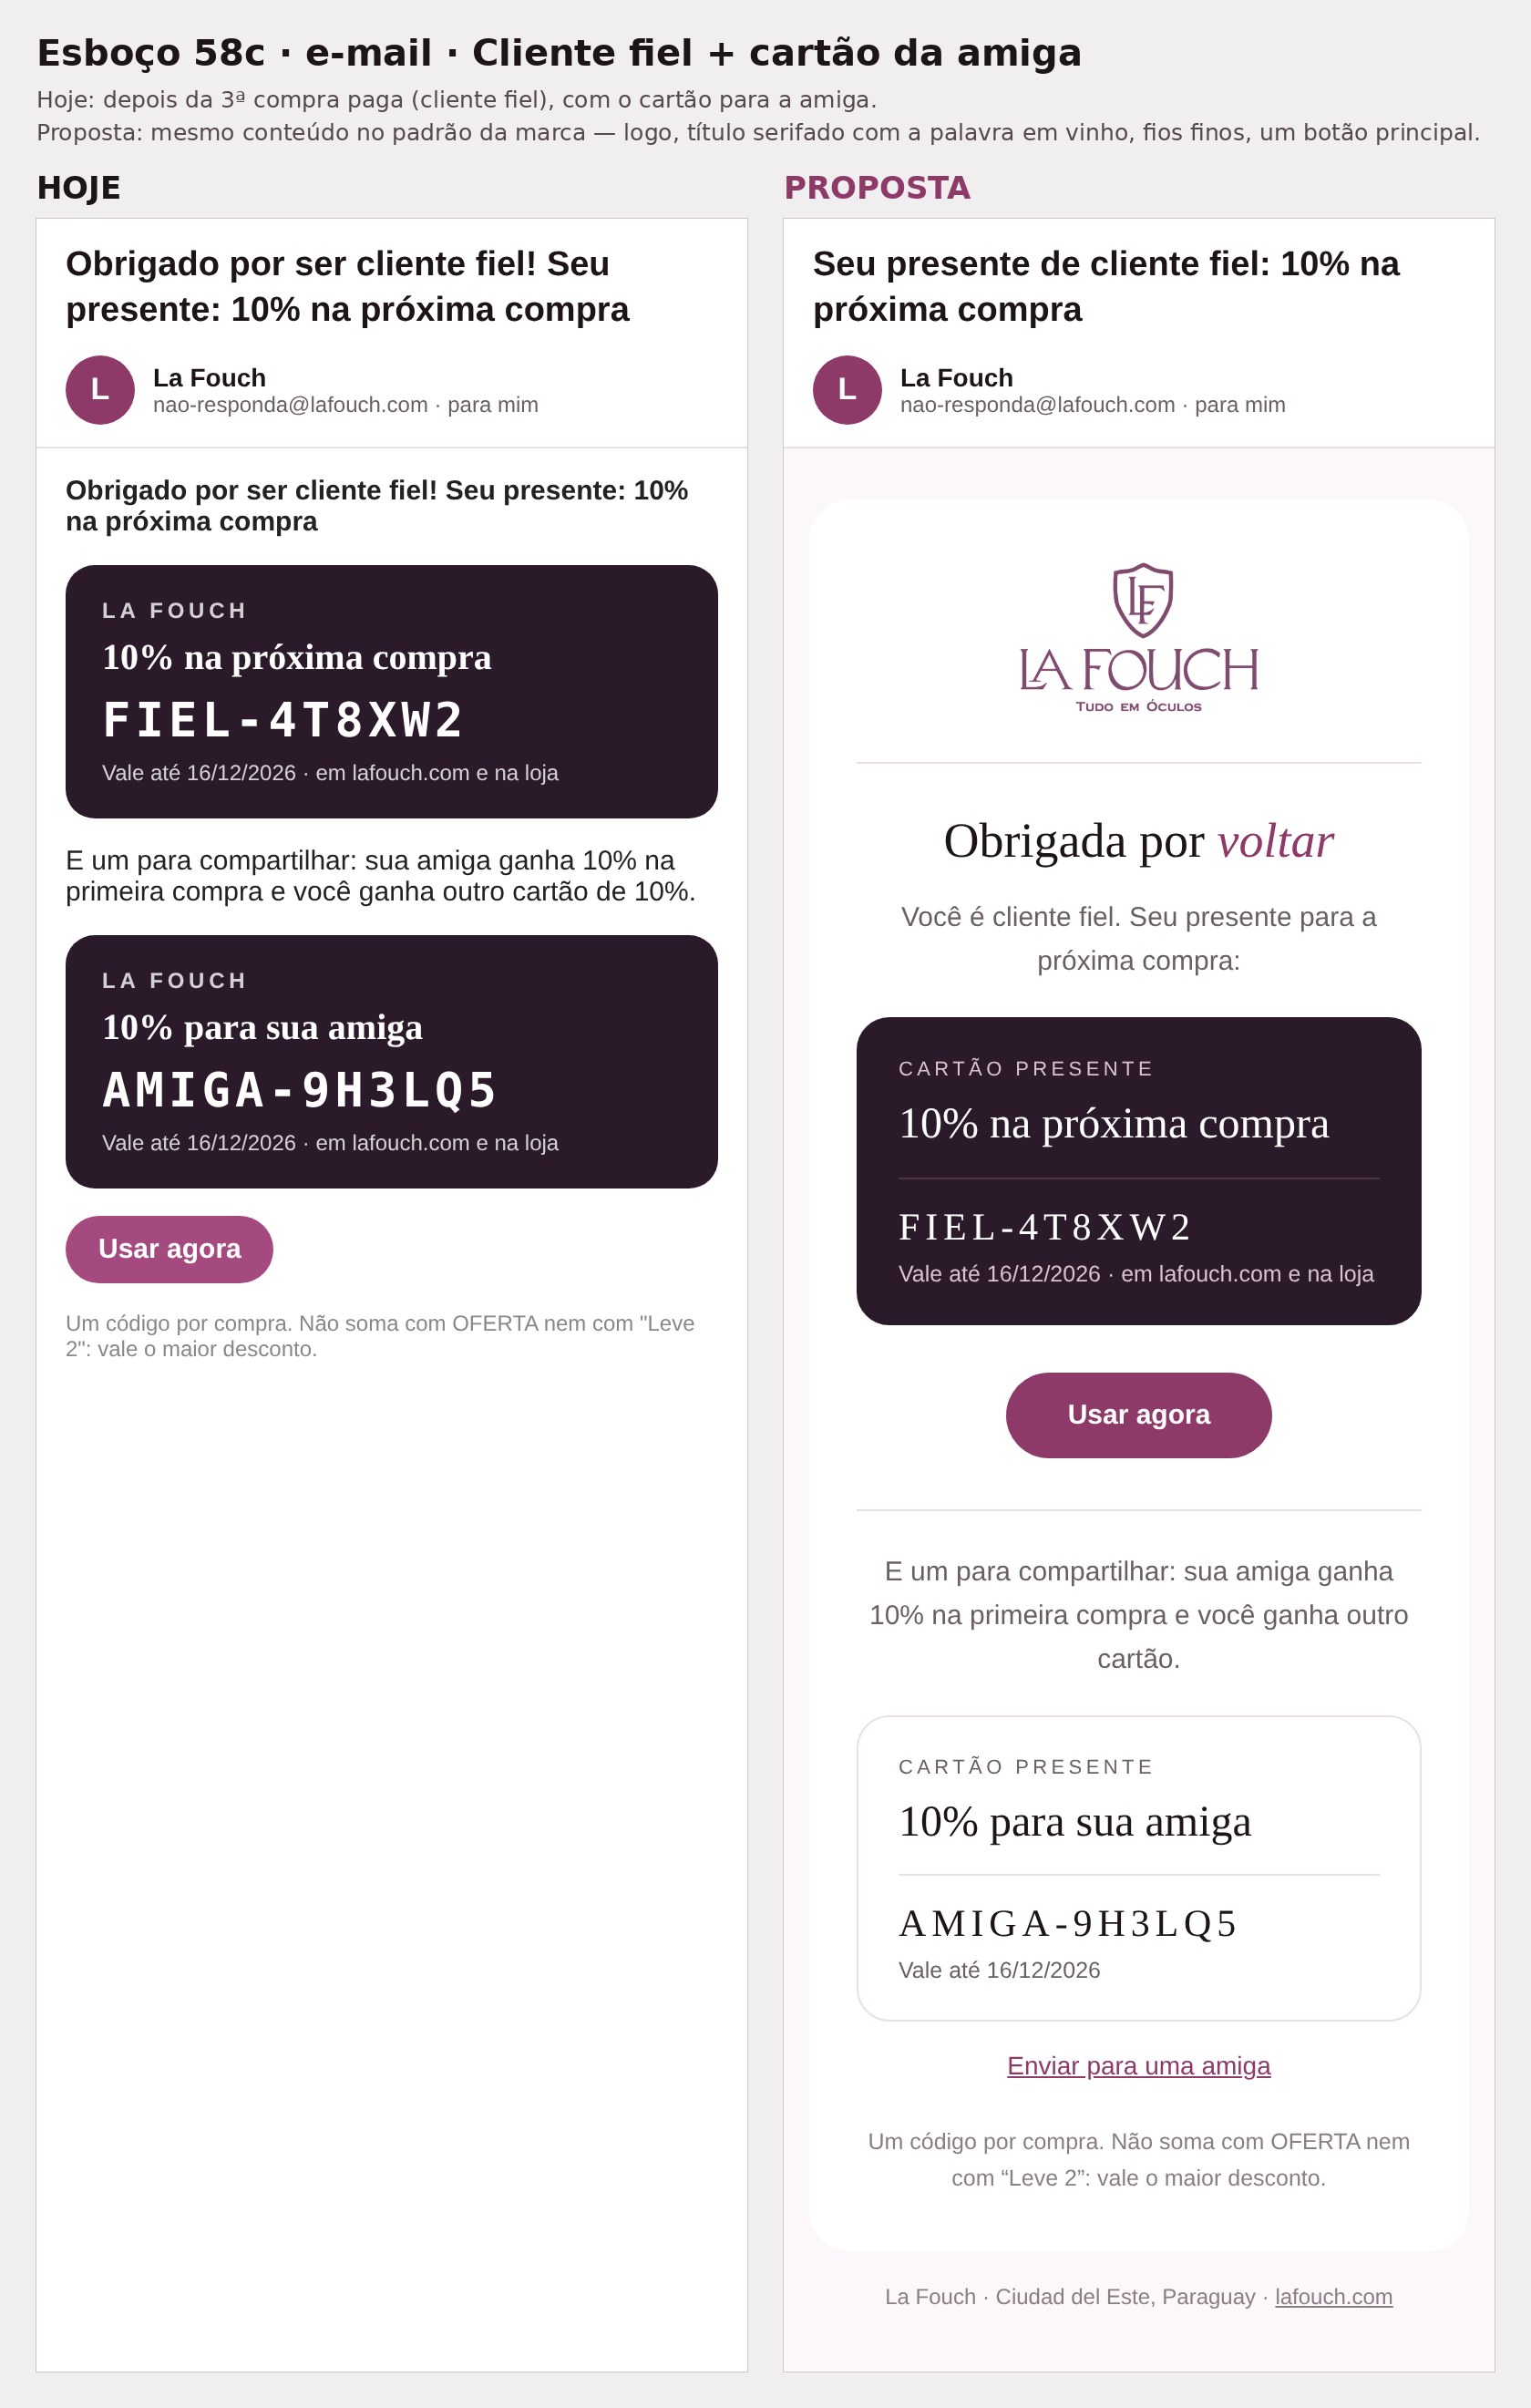 Esboço 58c · e-mail · Cliente fiel + cartão da amiga
Hoje: depois da 3ª compra paga (cliente fiel), com o cartão para a amiga.
Proposta: mesmo conteúdo no padrão da marca — logo, título serifado com a palavra em vinho, fios finos, um botão principal.
HOJE
Obrigado por ser cliente fiel! Seu
presente: 10% na próxima compra
L
La Fouch
nao-responda@lafouch.com · para mim
Obrigado por ser cliente fiel! Seu presente: 10%
na próxima compra
LA FOUCH
10% na próxima compra
FIEL-4T8XW2
Vale até 16/12/2026 · em lafouch.com e na loja
E um para compartilhar: sua amiga ganha 10% na
primeira compra e você ganha outro cartão de 10%.
LA FOUCH
10% para sua amiga
AMIGA-9H3LQ5
Vale até 16/12/2026 · em lafouch.com e na loja
Usar agora
Um código por compra. Não soma com OFERTA nem com "Leve
2": vale o maior desconto.
PROPOSTA
Seu presente de cliente fiel: 10% na
próxima compra
L
La Fouch
nao-responda@lafouch.com · para mim
LF
LA FOUCH
TUDO EM ÓCULOS
Obrigada por voltar
Você é cliente fiel. Seu presente para a
próxima compra:
CARTÃO PRESENTE
10% na próxima compra
FIEL-4T8XW2
Vale até 16/12/2026 · em lafouch.com e na loja
Usar agora
E um para compartilhar: sua amiga ganha
10% na primeira compra e você ganha outro
cartão.
CARTÃO PRESENTE
10% para sua amiga
AMIGA-9H3LQ5
Vale até 16/12/2026
Enviar para uma amiga
Um código por compra. Não soma com OFERTA nem
com “Leve 2”: vale o maior desconto.
La Fouch · Ciudad del Este, Paraguay · lafouch.com